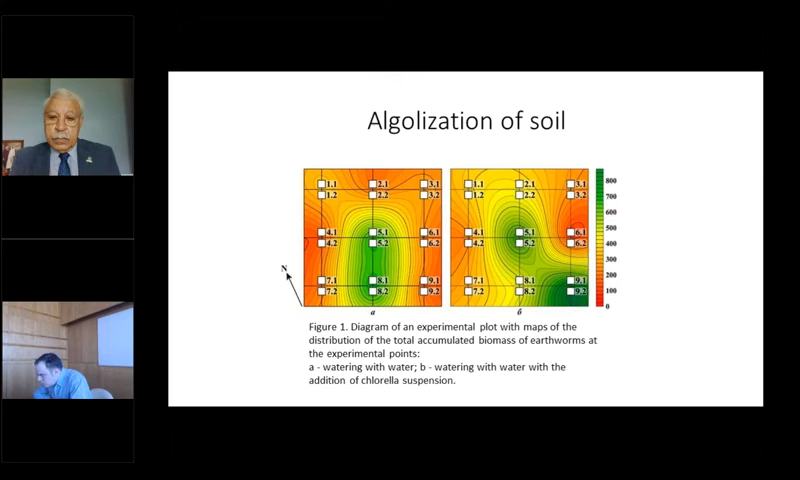 Algolization of soil
1.1 2.1 3.1
1.2 2.2 3.2
4.1 5.1 6.1
4.2 5.2 6.2
7.1 8.1 9.1
7.2 8.2 9.2
1.1 2.1 3.1
1.2 2.2 3.2
4.1 5.1 6.1
4.2 5.2 6.2
7.1 8.1 9.1
7.2 8.2 9.2
800
700
600
500
400
300
200
100
0
N
а
б
Figure 1. Diagram of an experimental plot with maps of the
distribution of the total accumulated biomass of earthworms at
the experimental points:
a - watering with water; b - watering with water with the
addition of chlorella suspension.